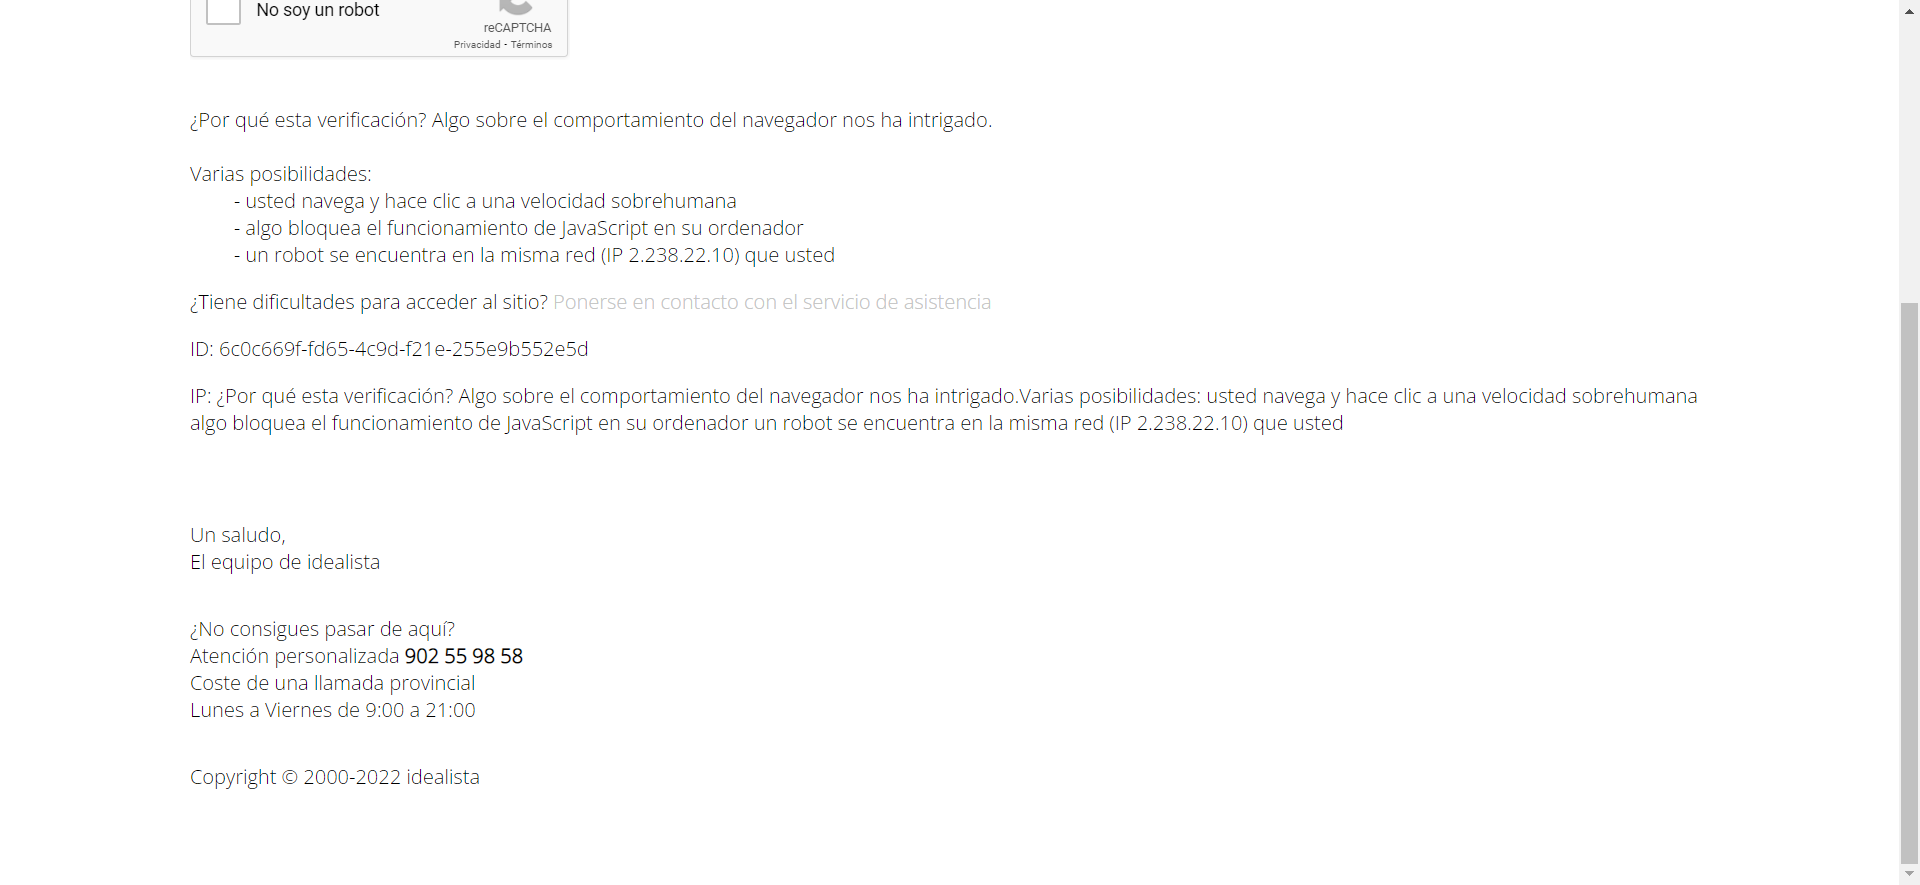 No soy un robot
reCAPTCHA
Privacidad - Términos
¿Por qué esta verificación? Algo sobre el comportamiento del navegador nos ha intrigado.
Varias posibilidades:
- usted navega y hace clic a una velocidad sobrehumana
- algo bloquea el funcionamiento de JavaScript en su ordenador
- un robot se encuentra en la misma red (IP 2.238.22.10) que usted
¿Tiene dificultades para acceder al sitio? Ponerse en contacto con el servicio de asistencia
ID: 6c0c669f-fd65-4c9d-f21e-255e9b552e5d
IP: ¿Por qué esta verificación? Algo sobre el comportamiento del navegador nos ha intrigado.Varias posibilidades: usted navega y hace clic a una velocidad sobrehumana
algo bloquea el funcionamiento de JavaScript en su ordenador un robot se encuentra en la misma red (IP 2.238.22.10) que usted
Un saludo,
El equipo de idealista
¿No consigues pasar de aquí?
Atención personalizada 902 55 98 58
Coste de una llamada provincial
Lunes a Viernes de 9:00 a 21:00
Copyright © 2000-2022 idealista